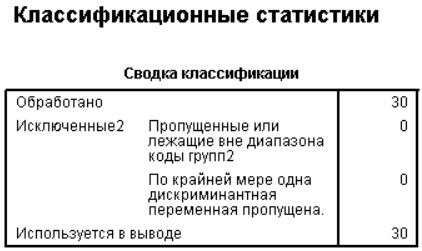 Классификационные статистики
Сводка классификации
Обработано 30
Исключенные2 Пропущенные или 0
лежащие вне диапазона
коды групп2
По крайней мере одна 0
дискриминантная
переменная пропущена.
Используется в выводе 30